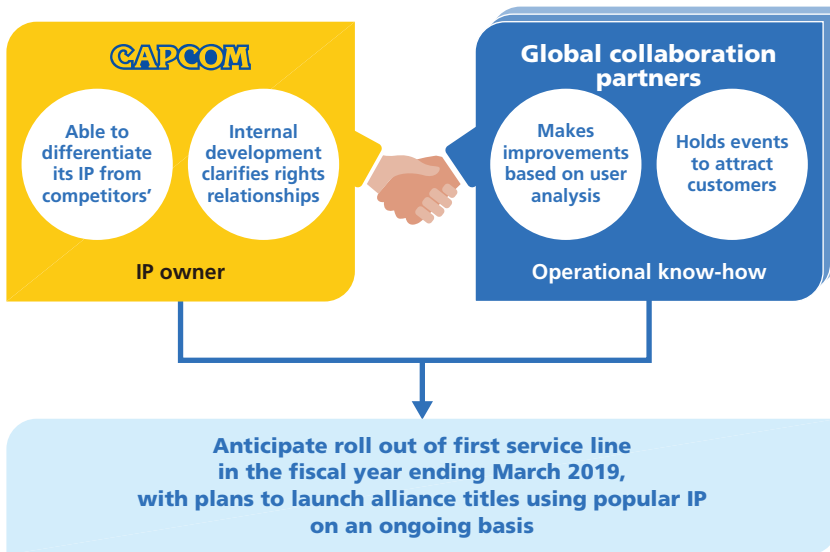 CAPCOM
Able to
differentiate
its IP from
competitors’
Internal
development
clarifies rights
relationships
IP owner
Global collaboration
partners
Makes
improvements
based on user
analysis
Holds events
to attract
customers
Operational know-how
Anticipate roll out of first service line
in the fiscal year ending March 2019,
with plans to launch alliance titles using popular IP
on an ongoing basis